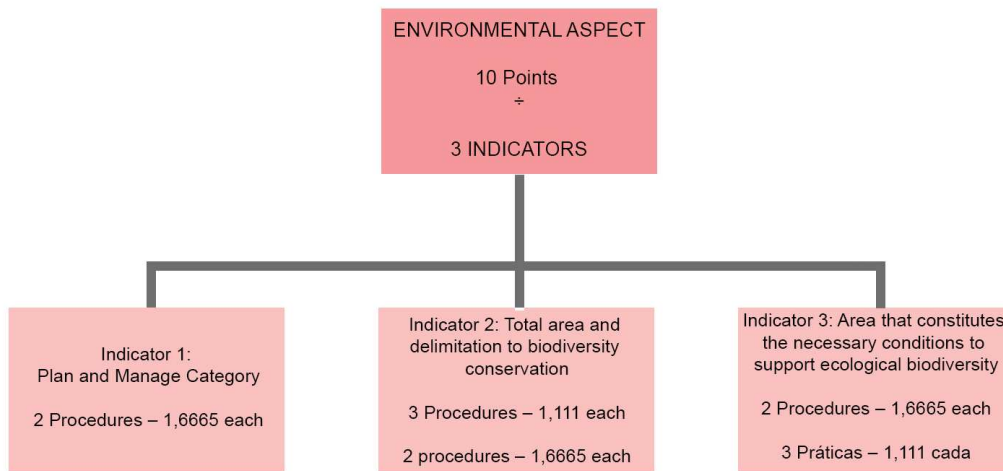 ENVIRONMENTAL ASPECT
10 Points
÷
3 INDICATORS
Indicator 1:
Plan and Manage Category
2 Procedures – 1,6665 each
Indicator 2: Total area and
delimitation to biodiversity
conservation
3 Procedures – 1,111 each
2 procedures – 1,6665 each
Indicator 3: Area that constitutes
the necessary conditions to
support ecological biodiversity
2 Procedures – 1,6665 each
3 Práticas – 1,111 cada